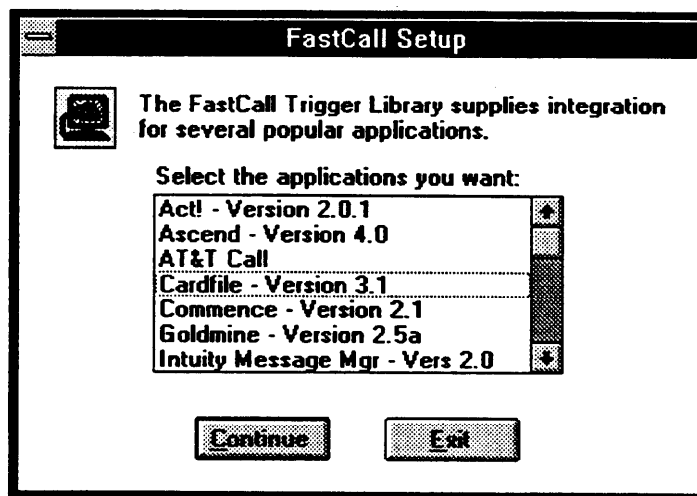 FastCall Setup
The FastCall Trigger Library supplies integration
for several popular applications.
Select the applications you want:
Act! - Version 2.0.1
Ascend - Version 4.0
AT&T Call
Cardfile - Version 3.1
Commence - Version 2.1
Goldmine - Version 2.5a
Intuity Message Mgr - Vers 2.0
Continue
Exit